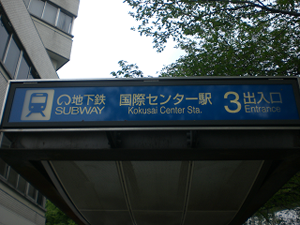 地下鉄
SUBWAY
国際センター駅
Kokusai Center Sta.
3 出入口
Entrance